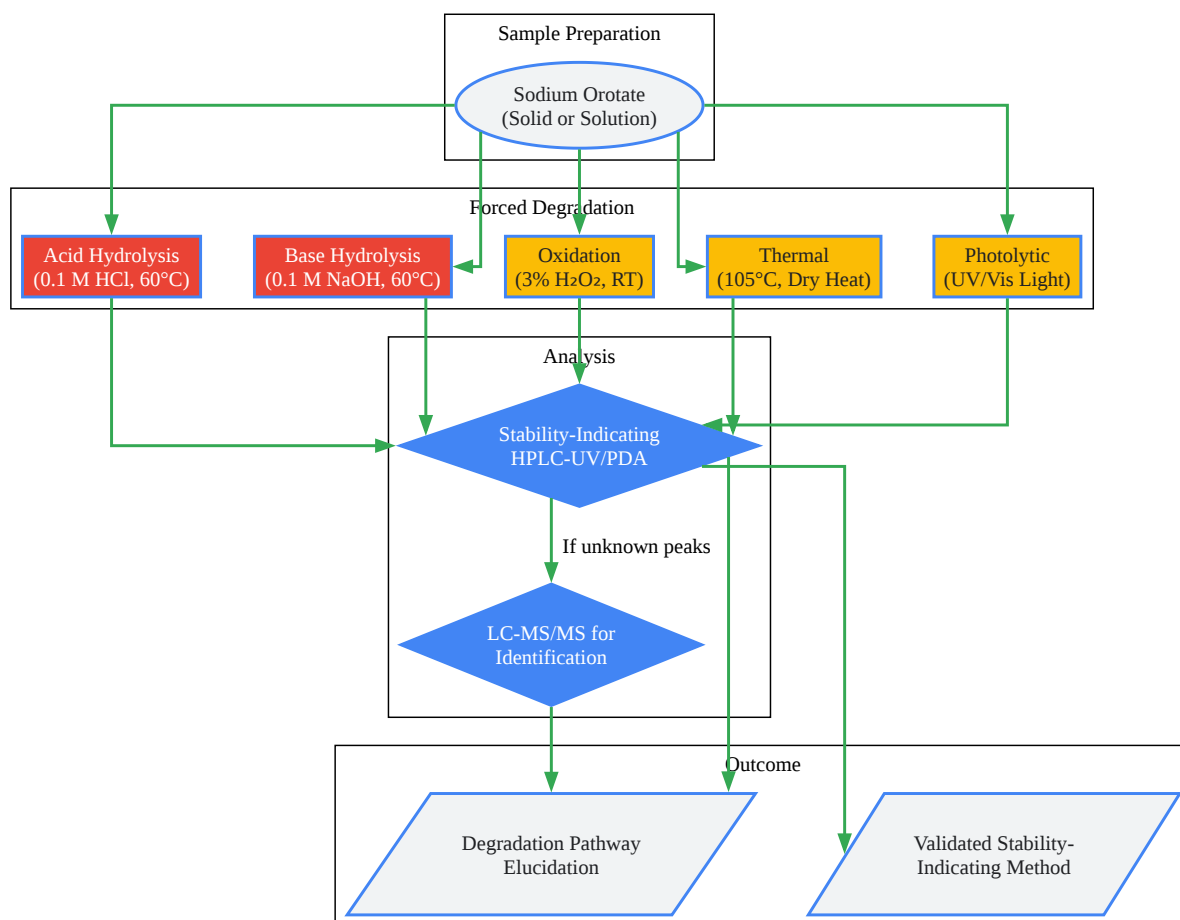 Sample Preparation
Sodium Orotate
(Solid or Solution)
Forced Degradation
Acid Hydrolysis
(0.1 M HCl, 60°C)
Base Hydrolysis
(0.1 M NaOH, 60°C)
Oxidation
(3% H₂O₂, RT)
Thermal
(105°C, Dry Heat)
Photolytic
(UV/Vis Light)
Analysis
Stability-Indicating
HPLC-UV/PDA
If unknown peaks
LC-MS/MS for
Identification
Outcome
Degradation Pathway
Elucidation
Validated Stability-
Indicating Method